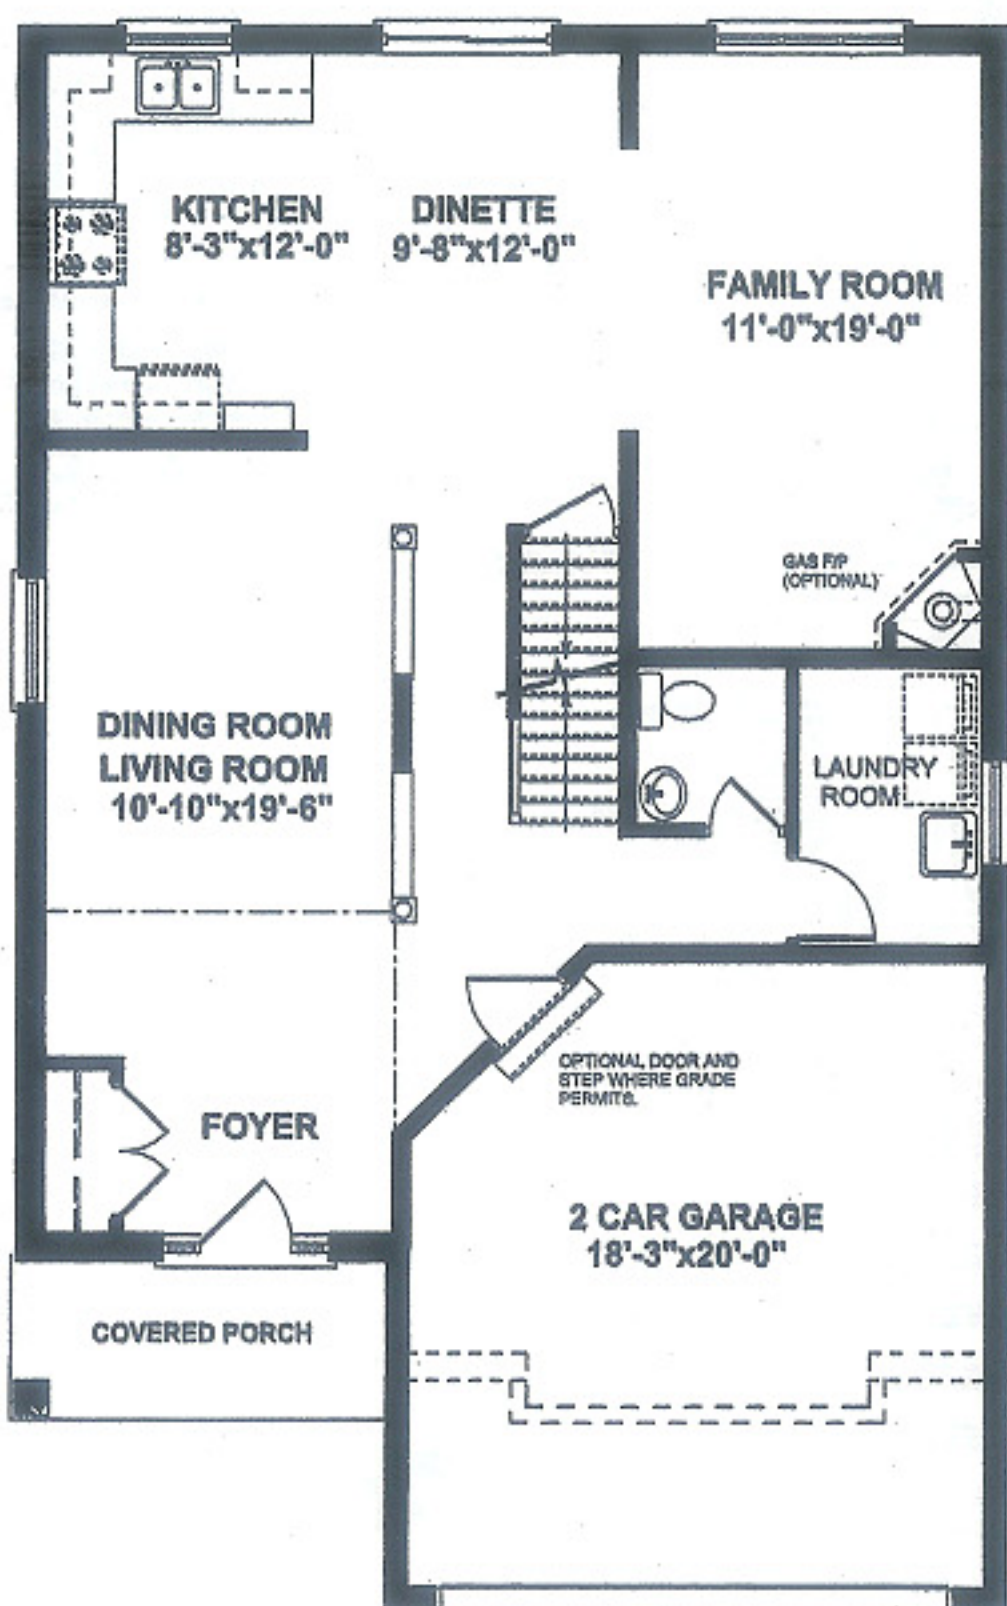 KITCHEN
8'-3"x12'-0"
DINETTE
9'-8"x12'-0"
FAMILY ROOM
11'-0"x19'-0"
GAS F/P
(OPTIONAL)
DINING ROOM
LIVING ROOM
10'-10"x19'-6"
LAUNDRY
ROOM
OPTIONAL DOOR AND
STEP WHERE GRADE
PERMITS.
FOYER
2 CAR GARAGE
18'-3"x20'-0"
COVERED PORCH